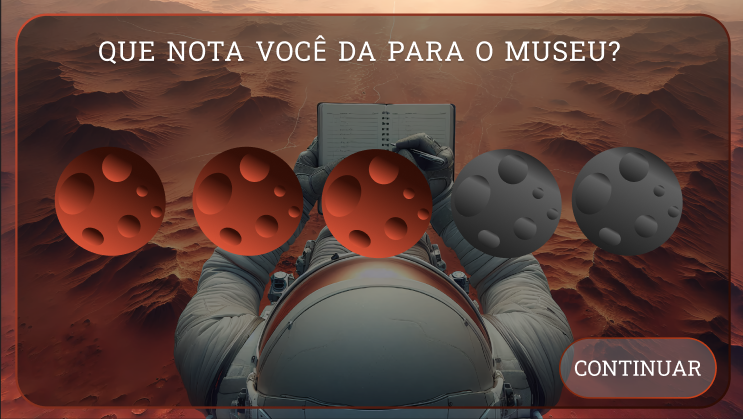 QUE NOTA VOCÊ DA PARA O MUSEU?
CONTINUAR